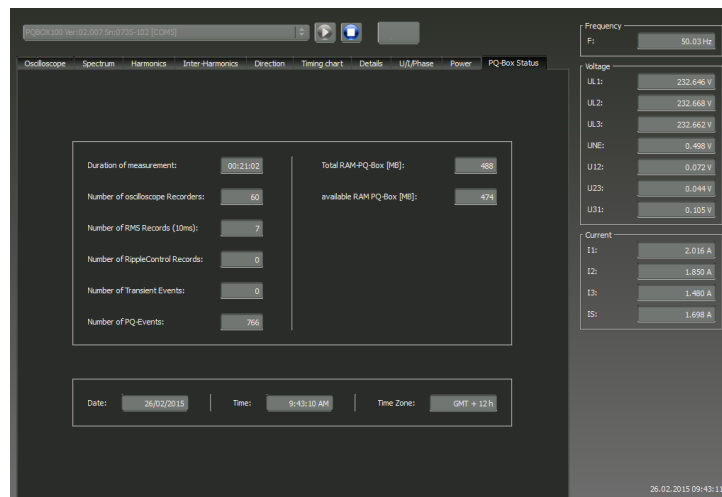 PQBOX100 Ver:02.007 Src0735-102 [COM5]
Oscilloscope Spectrum Harmonics Inter-Harmonics Direction Timing chart Details U/I/Phase Power PQ-Box Status
Duration of measurement: 00:21:02
Number of oscilloscope Recorders: 60
Number of RMS Records (10ms): 7
Number of RippleControl Records: 0
Number of Transient Events: 0
Number of PQ-Events: 766
Total RAM-PQ-Box [MB]: 488
available RAM PQ-Box [MB]: 474
Date: 26/02/2015 Time: 9:43:10 AM Time Zone: GMT + 12 h
Frequency
F: 50.03 Hz
Voltage
UL1: 232.646 V
UL2: 232.668 V
UL3: 232.662 V
UNE: 0.498 V
U12: 0.072 V
U23: 0.044 V
U31: 0.105 V
Current
I1: 2.016 A
I2: 1.850 A
I3: 1.480 A
IS: 1.698 A
26.02.2015 09:43:11